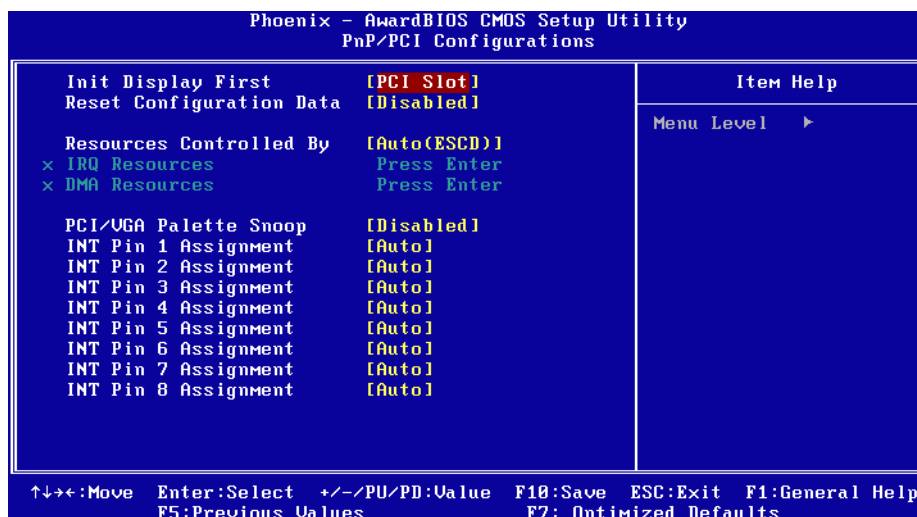 Phoenix - AwardBIOS CMOS Setup Utility
PnP/PCI Configurations
Init Display First [PCI Slot]
Reset Configuration Data [Disabled]
Resources Controlled By [Auto(ESCD)]
x IRQ Resources Press Enter
x DMA Resources Press Enter
PCI/VGA Palette Snoop [Disabled]
INT Pin 1 Assignment [Auto]
INT Pin 2 Assignment [Auto]
INT Pin 3 Assignment [Auto]
INT Pin 4 Assignment [Auto]
INT Pin 5 Assignment [Auto]
INT Pin 6 Assignment [Auto]
INT Pin 7 Assignment [Auto]
INT Pin 8 Assignment [Auto]
Item Help
Menu Level ▶
↑↓→←:Move Enter:Select +/-/PU/PD:Value F10:Save ESC:Exit F1:General Help
F5:Previous Values F7: Optimized Defaults